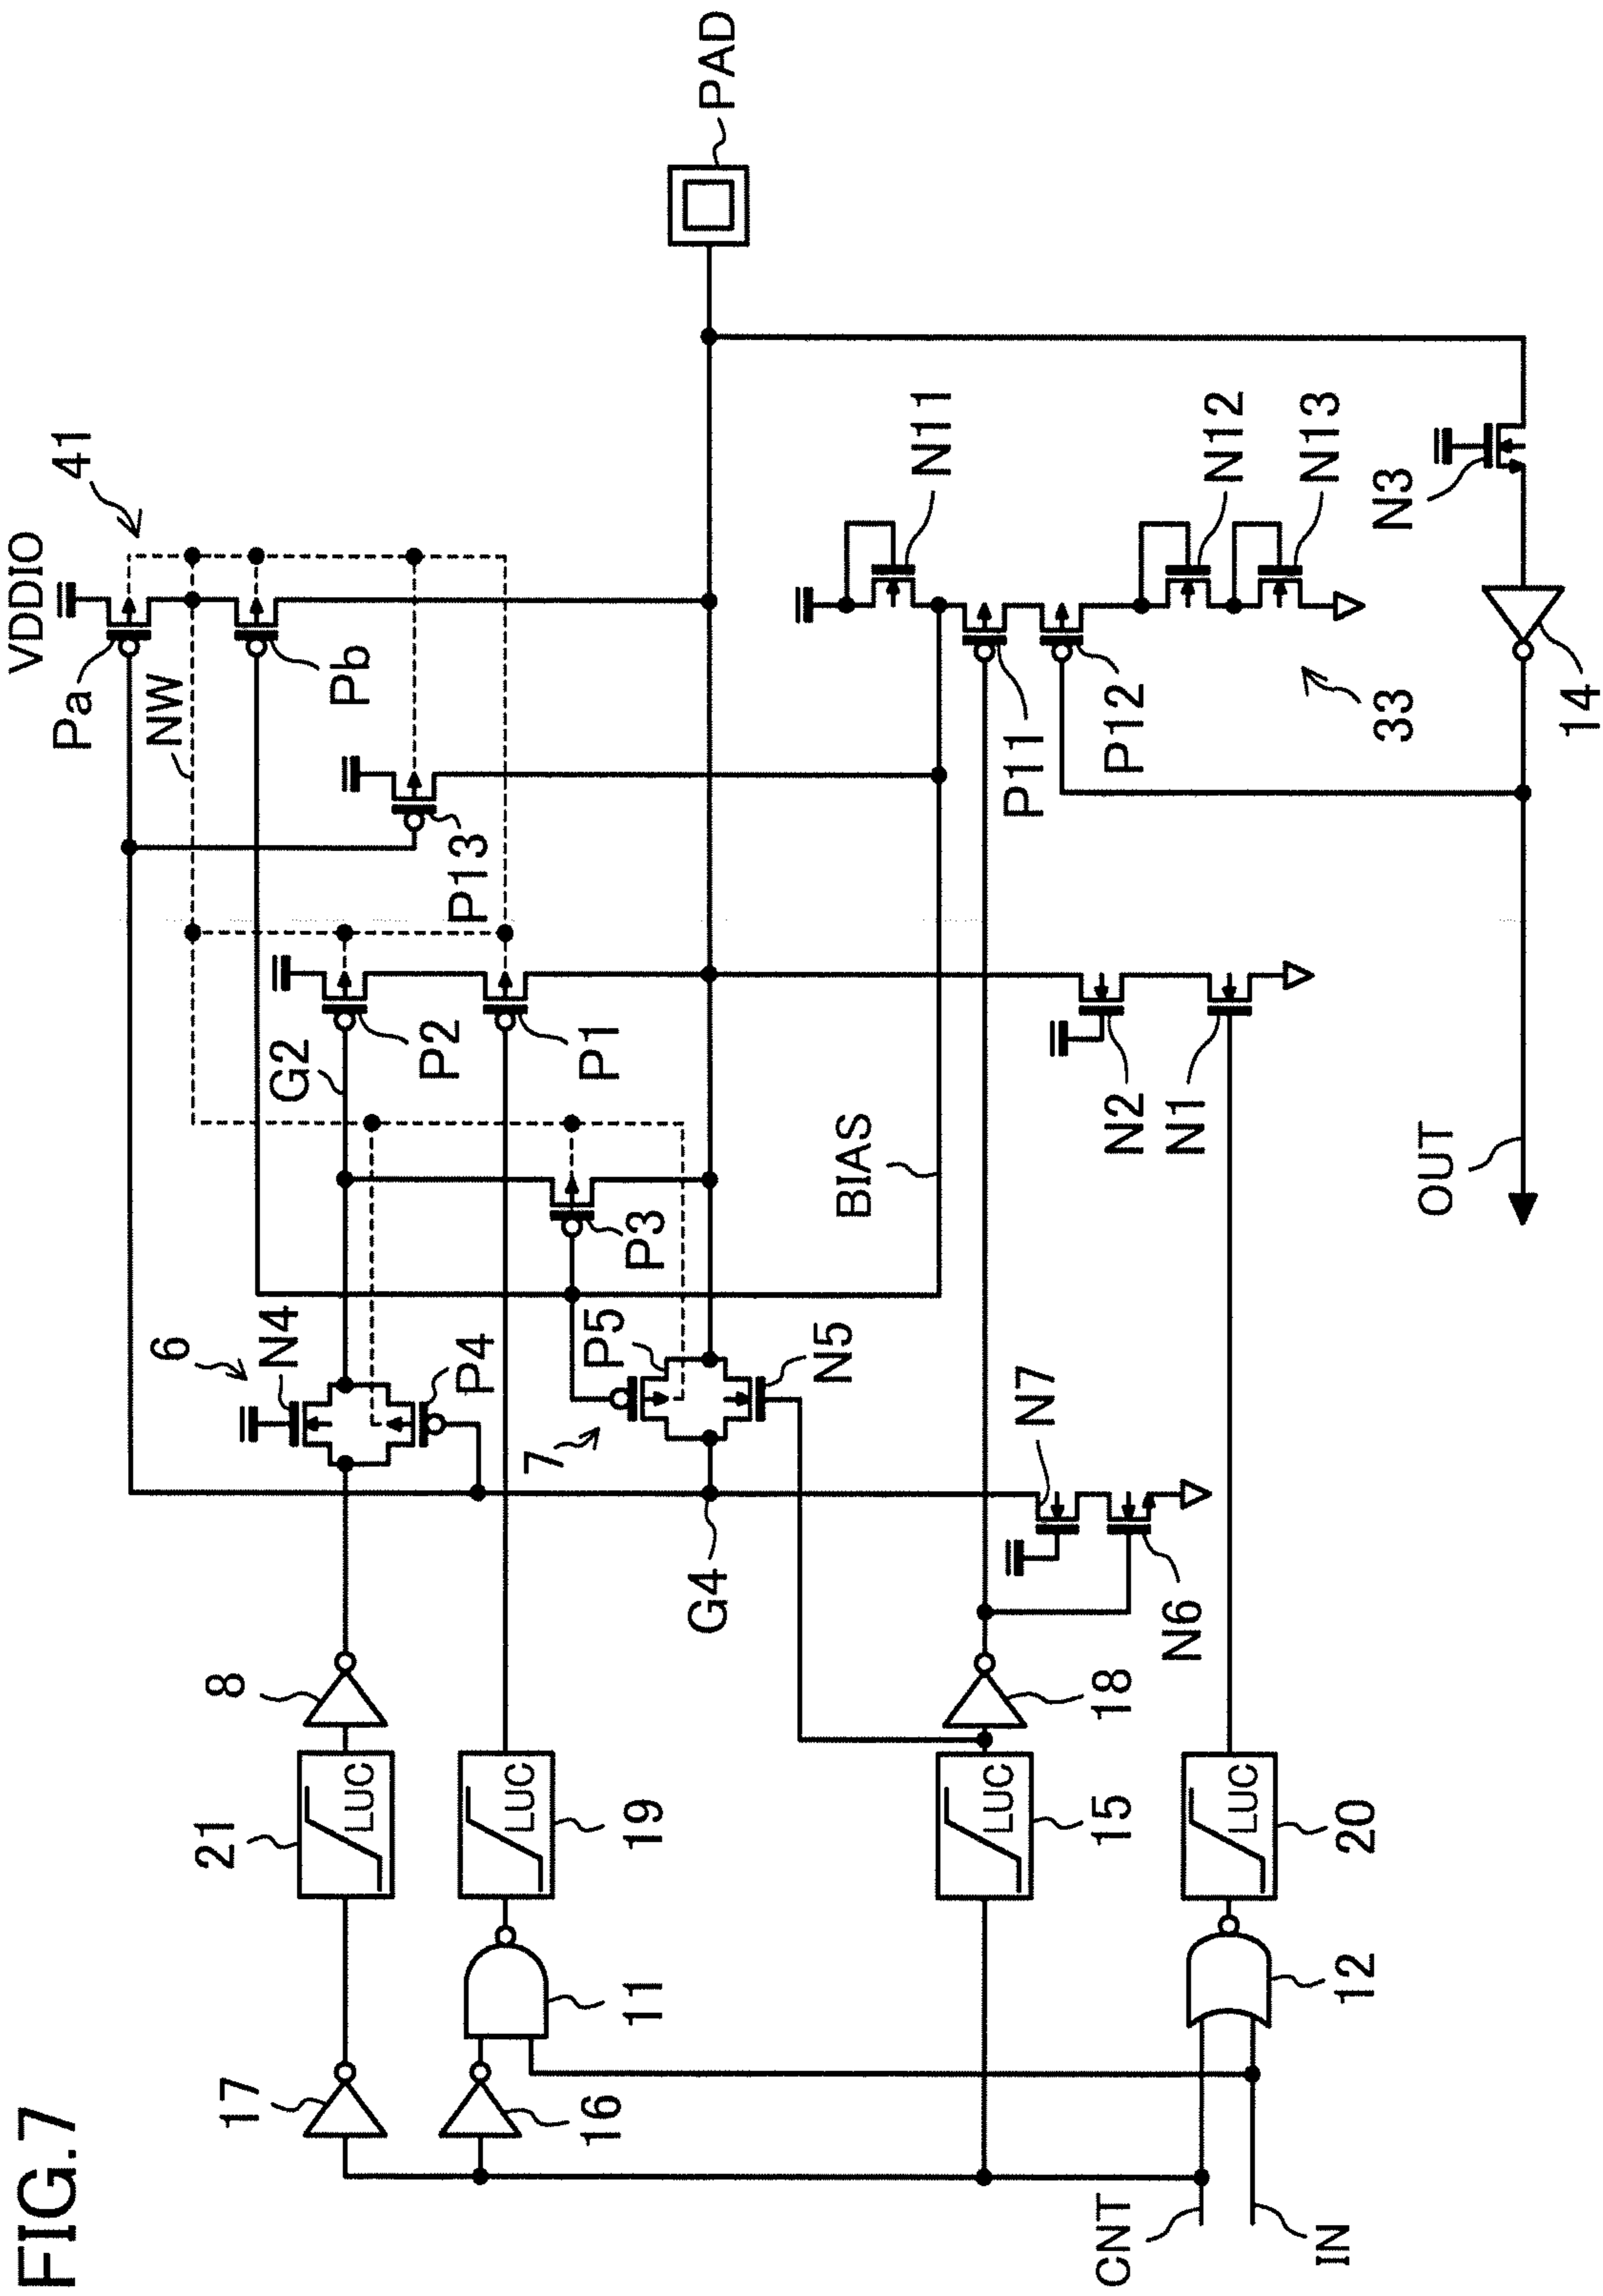 FIG.7
VDDIO
41
Pa
NW
Pb
P13
G2
P2
P1
PAD
6
N4
P4
P3
P5
7
N5
BIAS
N11
P11
P12
N12
N13
33
N3
14
OUT
N2
N1
N7
N6
G4
8
21
LUC
19
LUC
18
15
LUC
20
LUC
17
16
11
12
CNT
IN